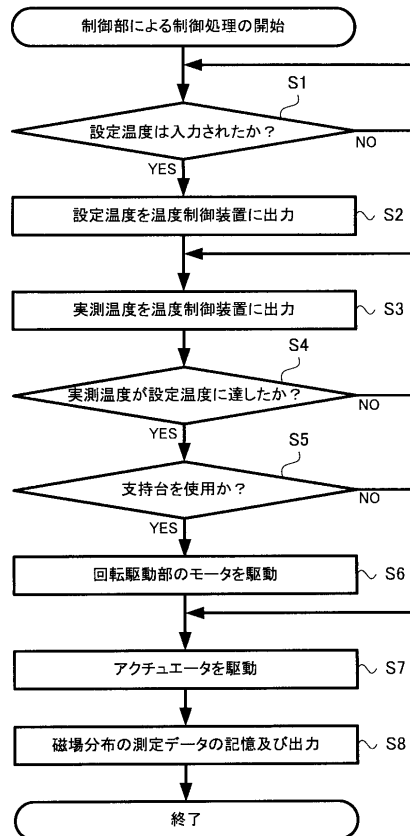 制御部による制御処理の開始
S1
設定温度は入力されたか？
NO
YES
設定温度を温度制御装置に出力
S2
実測温度を温度制御装置に出力
S3
S4
実測温度が設定温度に達したか？
NO
YES
S5
支持台を使用か？
NO
YES
回転駆動部のモータを駆動
S6
アクチュエータを駆動
S7
磁場分布の測定データの記憶及び出力
S8
終了